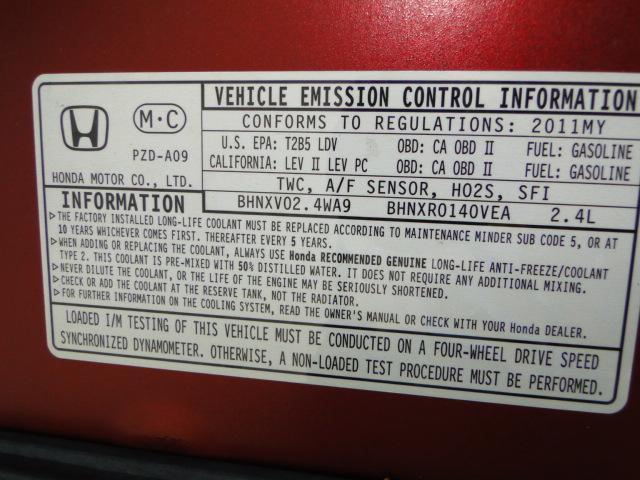 VEHICLE EMISSION CONTROL INFORMATION
M·C
CONFORMS TO REGULATIONS: 2011MY
PZD-A09
U.S. EPA: T2B5 LDV OBD: CA OBD II FUEL: GASOLINE
CALIFORNIA: LEV II LEV PC OBD: CA OBD II FUEL: GASOLINE
HONDA MOTOR CO., LTD.
TWC, A/F SENSOR, HO2S, SFI
INFORMATION
BHNXV02.4WA9 BHNXR0140VEA 2.4L
▷THE FACTORY INSTALLED LONG-LIFE COOLANT MUST BE REPLACED ACCORDING TO MAINTENANCE MINDER SUB CODE 5, OR AT
10 YEARS WHICHEVER COMES FIRST. THEREAFTER EVERY 5 YEARS.
▷WHEN ADDING OR REPLACING THE COOLANT, ALWAYS USE Honda RECOMMENDED GENUINE LONG-LIFE ANTI-FREEZE/COOLANT
TYPE 2. THIS COOLANT IS PRE-MIXED WITH 50% DISTILLED WATER. IT DOES NOT REQUIRE ANY ADDITIONAL MIXING.
▷NEVER DILUTE THE COOLANT, OR THE LIFE OF THE ENGINE MAY BE SERIOUSLY SHORTENED.
▷CHECK OR ADD THE COOLANT AT THE RESERVE TANK, NOT THE RADIATOR.
▷FOR FURTHER INFORMATION ON THE COOLING SYSTEM, READ THE OWNER'S MANUAL OR CHECK WITH YOUR Honda DEALER.
LOADED I/M TESTING OF THIS VEHICLE MUST BE CONDUCTED ON A FOUR-WHEEL DRIVE SPEED
SYNCHRONIZED DYNAMOMETER. OTHERWISE, A NON-LOADED TEST PROCEDURE MUST BE PERFORMED.